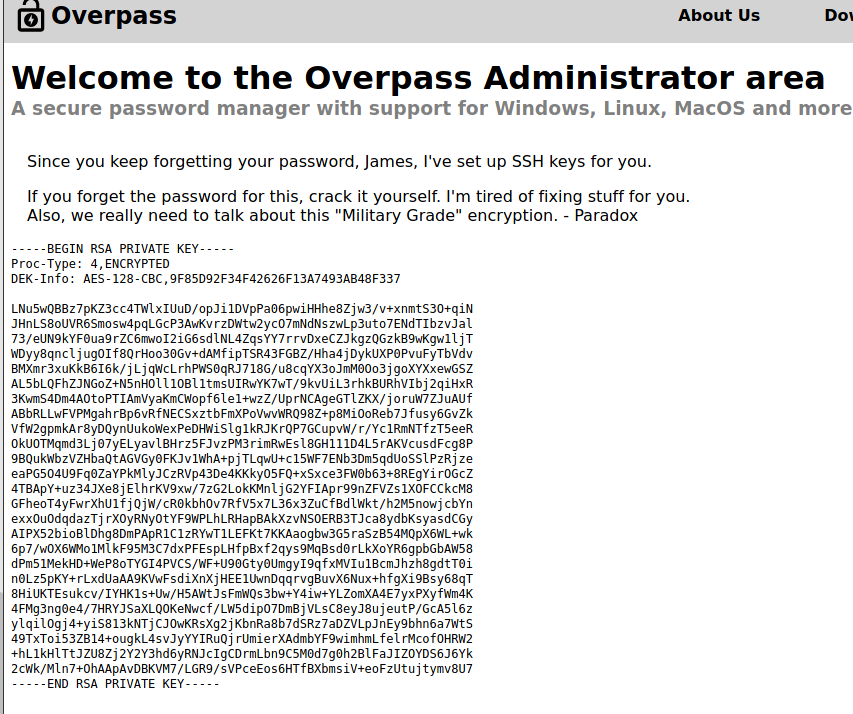 Overpass
About Us
Dow
Welcome to the Overpass Administrator area
A secure password manager with support for Windows, Linux, MacOS and more
Since you keep forgetting your password, James, I've set up SSH keys for you.
If you forget the password for this, crack it yourself. I'm tired of fixing stuff for you.
Also, we really need to talk about this "Military Grade" encryption. - Paradox
-----BEGIN RSA PRIVATE KEY-----
Proc-Type: 4,ENCRYPTED
DEK-Info: AES-128-CBC,9F85D92F34F42626F13A7493AB48F337

LNu5wQBBz7pKZ3cc4TWlxIUuD/opJi1DVpPa06pwiHHhe8Zjw3/v+xnmtS3O+qiN
JHnLS8oUVR6Smosw4pqLGcP3AwKvrzDWtw2ycO7mNdNszwLp3uto7ENdTIbzvJal
73/eUN9kYF0ua9rZC6mwoI2iG6sdlNL4ZqsYY7rrvDxeCZJkgzQGzkB9wKgw1ljT
WDyy8qncljugOIf8QrHoo30Gv+dAMfipTSR43FGBZ/Hha4jDykUXP0PvuFyTbVdv
BMXmr3xuKkB6I6k/jLjqWcLrhPWS0qRJ718G/u8cqYX3oJmM0Oo3jgoXYXxewGSZ
AL5bLQFhZJNGoZ+N5nHOll1OBl1tmsUIRwYK7wT/9kvUiL3rhkBURhVIbj2qiHxR
3KwmS4Dm4AOtoPTIAmVyaKmCWopf6le1+wzZ/UprNCAgeGTlZKX/joruW7ZJuAUf
ABbRLLwFVPMgahrBp6vRfNECSxztbFmXPoVwvWRQ98Z+p8MiOoReb7Jfusy6GvZk
VfW2gpmkAr8yDQynUukoWexPeDHWiSlg1kRJKrQP7GCupvW/r/Yc1RmNTfzT5eeR
OkUOTMqmd3Lj07yELyavlBHrz5FJvzPM3rimRwEsl8GH111D4L5rAKVcusdFcg8P
9BQukWbzVZHbaQtAGVGy0FKJv1WhA+pjTLqwU+c15WF7ENb3Dm5qdUoSSlPzRjze
eaPG5O4U9Fq0ZaYPkMlyJCzRVp43De4KKkyO5FQ+xSxce3FW0b63+8REgYirOGcZ
4TBApY+uz34JXe8jElhrKV9xw/7zG2LokKMnljG2YFIApr99nZFVZs1XOFCCkcM8
GFheoT4yFwrXhU1fjQjW/cR0kbhOv7RfV5x7L36x3ZuCfBdlWkt/h2M5nowjcbYn
exxOuOdqdazTjrXOyRNyOtYF9WPLhLRHapBAkXzvNSOERB3TJca8ydbKsyasdCGy
AIPX52bioBlDhg8DmPApR1C1zRYwT1LEFKt7KKAaogbw3G5raSzB54MQpX6WL+wk
6p7/wOX6WMo1MlkF95M3C7dxPFEspLHfpBxf2qys9MqBsd0rLkXoYR6gpbGbAW58
dPm51MekHD+WeP8oTYGI4PVCS/WF+U90Gty0UmgyI9qfxMVIu1BcmJhzh8gdtT0i
n0Lz5pKY+rLxdUaAA9KVwFsdiXnXjHEE1UwnDqqrvgBuvX6Nux+hfgXi9Bsy68qT
8HiUKTEsukcv/IYHK1s+Uw/H5AWtJsFmWQs3bw+Y4iw+YLZomXA4E7yxPXyfWm4K
4FMg3ng0e4/7HRYJSaXLQOKeNwcf/LW5dipO7DmBjVLsC8eyJ8ujeutP/GcA5l6z
ylqilOgj4+yiS813kNTjCJOwKRsXg2jKbnRa8b7dSRz7aDZVLpJnEy9bhn6a7WtS
49TxToi53ZB14+ougkL4svJyYYIRuQjrUmierXAdmbYF9wimhmLfelrMcofOHRW2
+hL1kHlTtJZU8Zj2Y2Y3hd6yRNJcIgCDrmLbn9C5M0d7g0h2BlFaJIZOYDS6J6Yk
2cWk/Mln7+OhAApAvDBKVM7/LGR9/sVPceEos6HTfBXbmsiV+eoFzUtujtymv8U7
-----END RSA PRIVATE KEY-----